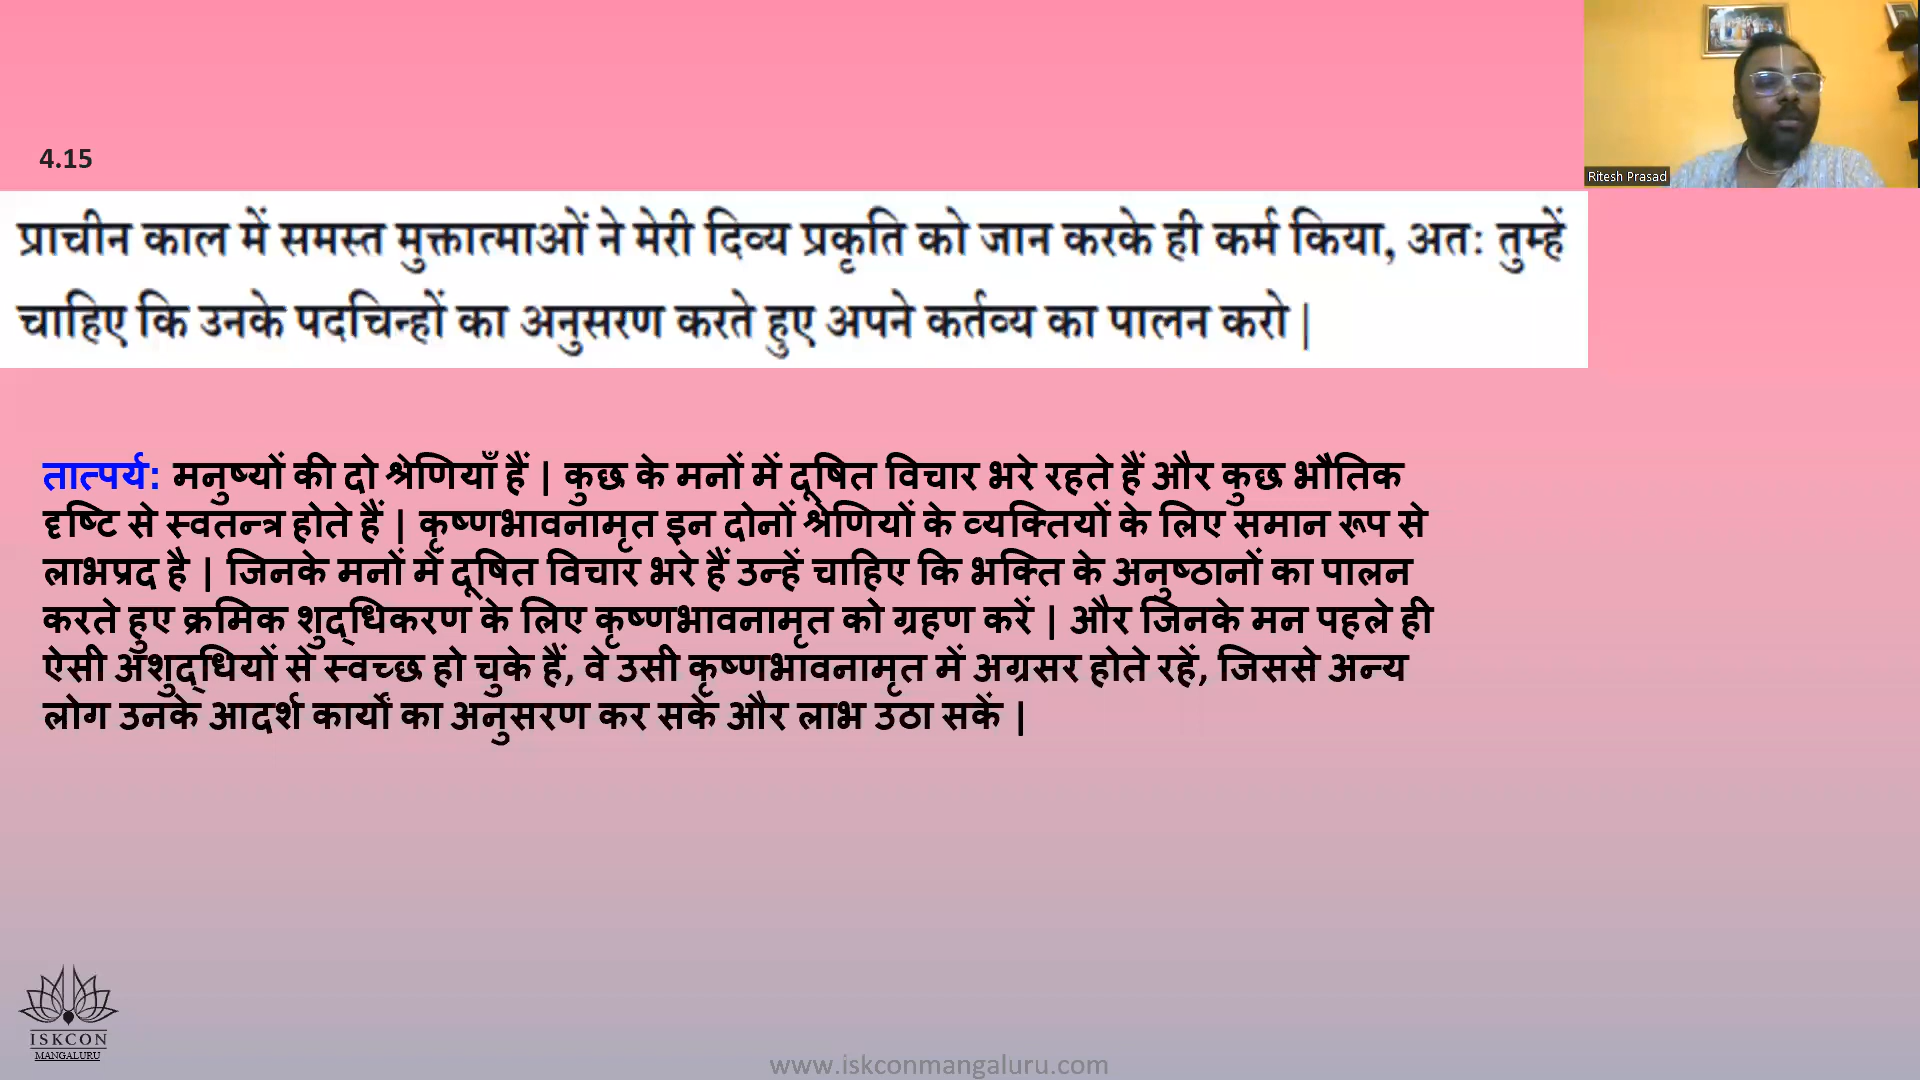 Ritesh Prasad
4.15
प्राचीन काल में समस्त मुक्तात्माओं ने मेरी दिव्य प्रकृति को जान करके ही कर्म किया, अतः तुम्हें
चाहिए कि उनके पदचिन्हों का अनुसरण करते हुए अपने कर्तव्य का पालन करो |
तात्पर्य: मनुष्यों की दो श्रेणियाँ हैं | कुछ के मनों में दूषित विचार भरे रहते हैं और कुछ भौतिक
दृष्टि से स्वतन्त्र होते हैं | कृष्णभावनामृत इन दोनों श्रेणियों के व्यक्तियों के लिए समान रूप से
लाभप्रद है | जिनके मनों में दूषित विचार भरे हैं उन्हें चाहिए कि भक्ति के अनुष्ठानों का पालन
करते हुए क्रमिक शुद्धिकरण के लिए कृष्णभावनामृत को ग्रहण करें | और जिनके मन पहले ही
ऐसी अशुद्धियों से स्वच्छ हो चुके हैं, वे उसी कृष्णभावनामृत में अग्रसर होते रहें, जिससे अन्य
लोग उनके आदर्श कार्यों का अनुसरण कर सकें और लाभ उठा सकें |
ISKCON
MANGALURU
www.iskconmangaluru.com